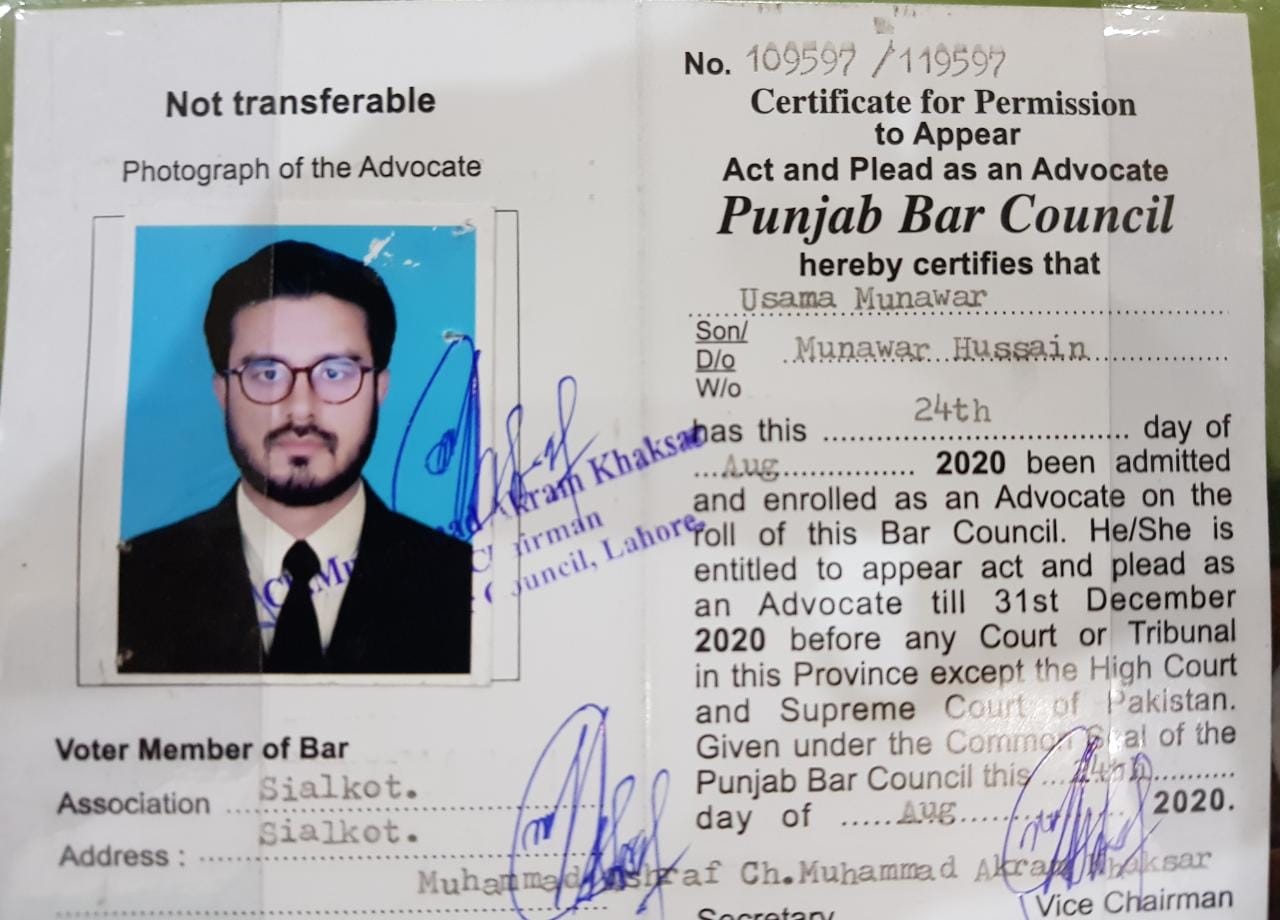 Not transferable
Photograph of the Advocate
Akram Khaksar
Chairman
Council, Lahore.
Voter Member of Bar
Association Sialkot.
Address : Sialkot.
No. 109597 /119597
Certificate for Permission
to Appear
Act and Plead as an Advocate
Punjab Bar Council
hereby certifies that
Usama Munawar
Son/
D/o Munawar Hussain
W/o
has this 24th day of
Aug 2020 been admitted
and enrolled as an Advocate on the
roll of this Bar Council. He/She is
entitled to appear act and plead as
an Advocate till 31st December
2020 before any Court or Tribunal
in this Province except the High Court
and Supreme Court of Pakistan.
Given under the Common Seal of the
Punjab Bar Council this 24th
day of Aug 2020.
Muhammad Ashraf Ch.Muhammad Akram Khaksar
Secretary Vice Chairman